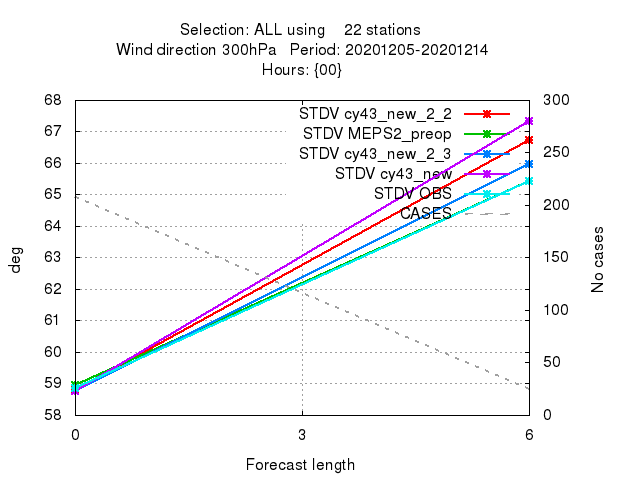 Selection: ALL using 22 stations
Wind direction 300hPa Period: 20201205-20201214
Hours: {00}
68
67
66
65
64
63
62
61
60
59
58
deg
STDV cy43_new_2_2
STDV MEPS2_preop
STDV cy43_new_2_3
STDV cy43_new
STDV OBS
CASES
300
250
200
150
100
50
0
No cases
0 3 6
Forecast length